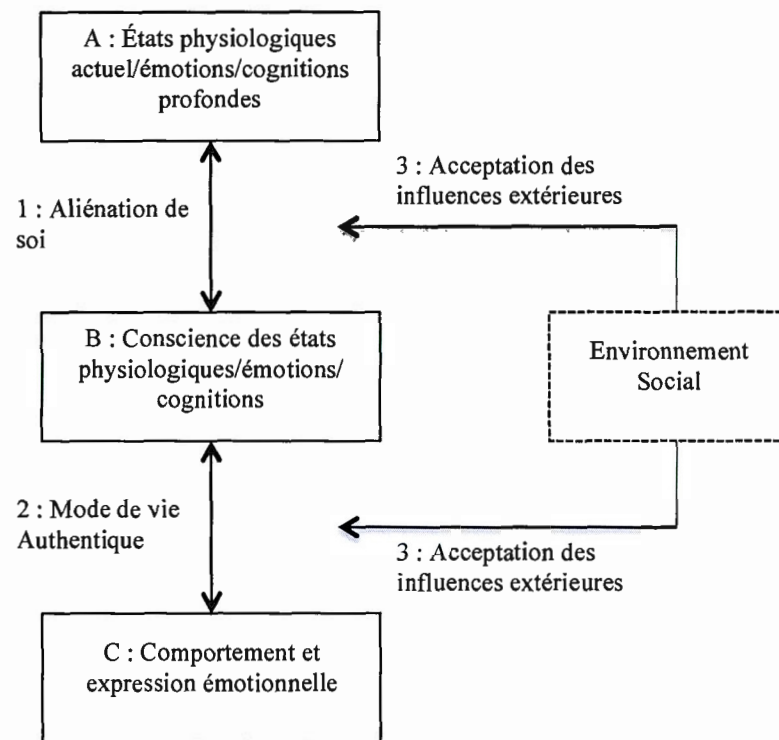 A : États physiologiques
actuel/émotions/cognitions
profondes
3 : Acceptation des
influences extérieures
1 : Aliénation de
soi
B : Conscience des états
physiologiques/émotions/
cognitions
Environnement
Social
2 : Mode de vie
Authentique
3 : Acceptation des
influences extérieures
C : Comportement et
expression émotionnelle